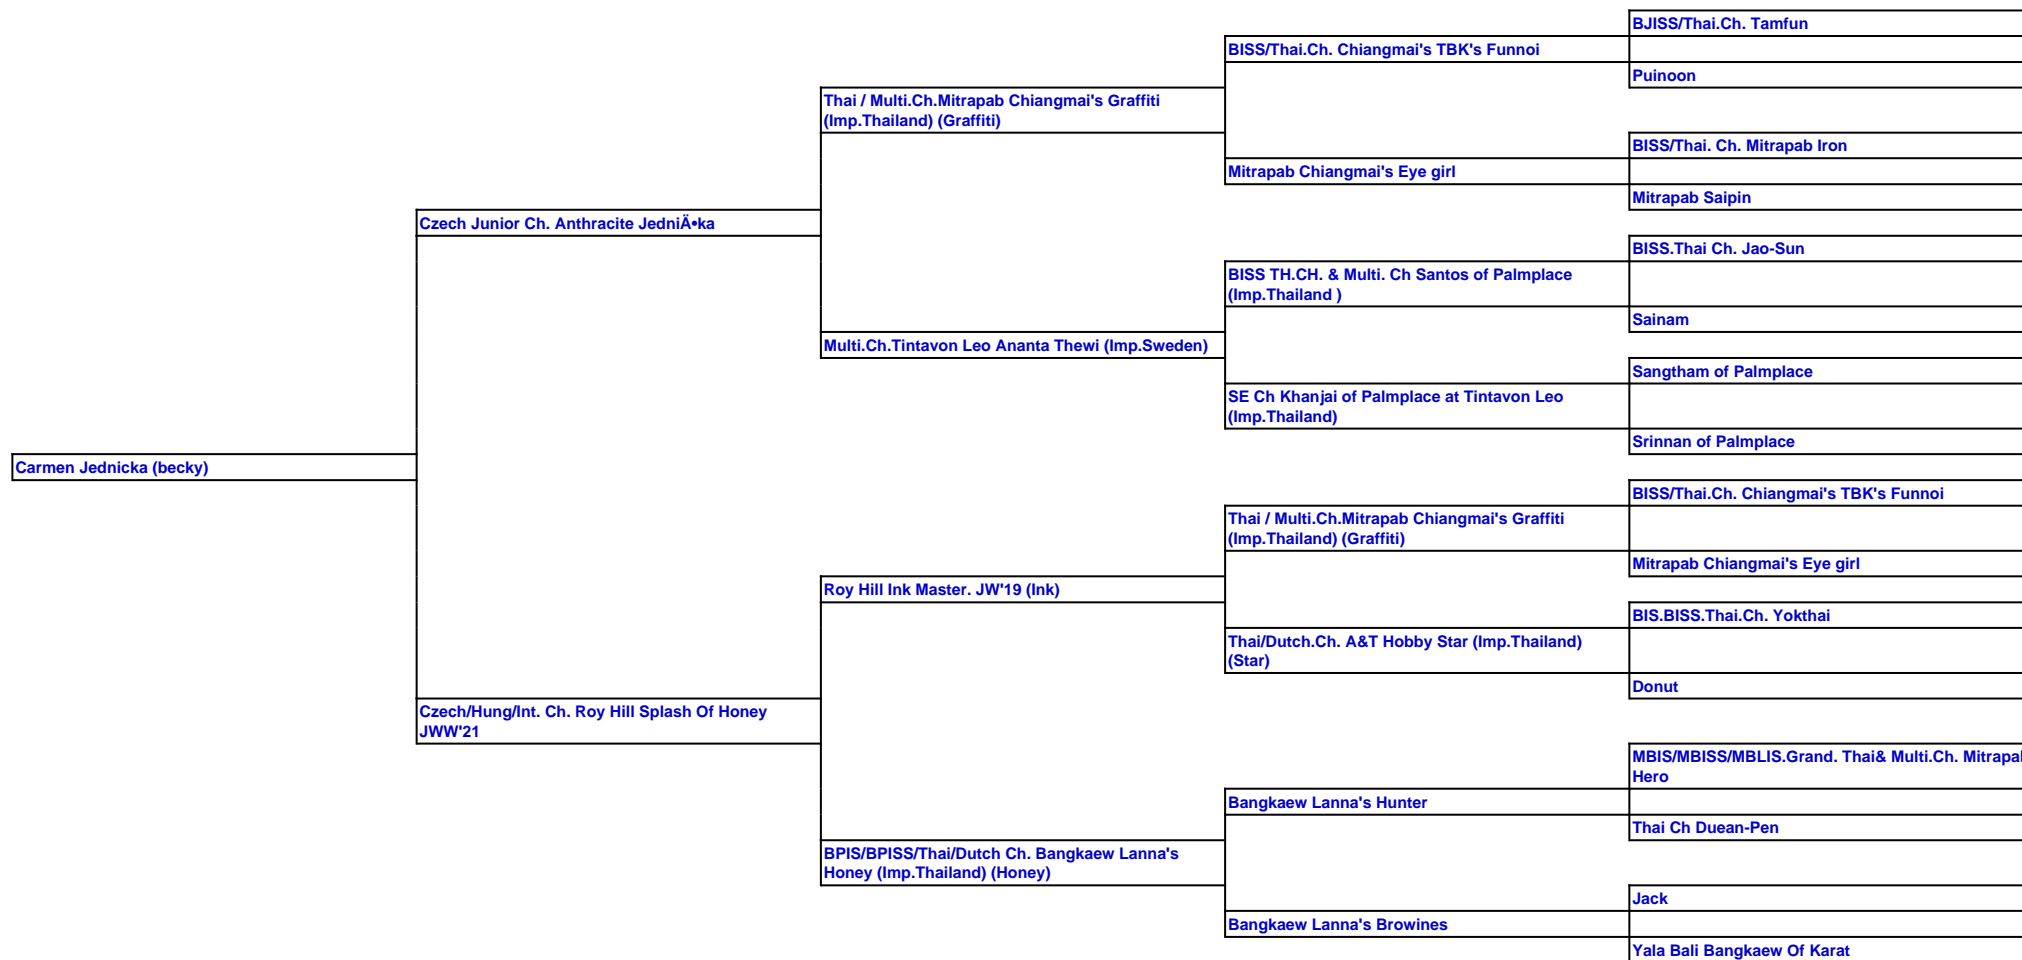 BJISS/Thai.Ch. Tamfun
BISS/Thai.Ch. Chiangmai's TBK's Funnoi
Puinoon
Thai / Multi.Ch.Mitrapab Chiangmai's Graffiti
(Imp.Thailand) (Graffiti)
BISS/Thai. Ch. Mitrapab Iron
Mitrapab Chiangmai's Eye girl
Mitrapab Saipin
Czech Junior Ch. Anthracite JedniÄ•ka
BISS.Thai Ch. Jao-Sun
BISS TH.CH. & Multi. Ch Santos of Palmplace
(Imp.Thailand )
Sainam
Multi.Ch.Tintavon Leo Ananta Thewi (Imp.Sweden)
Sangtham of Palmplace
SE Ch Khanjai of Palmplace at Tintavon Leo
(Imp.Thailand)
Srinnan of Palmplace
Carmen Jednicka (becky)
BISS/Thai.Ch. Chiangmai's TBK's Funnoi
Thai / Multi.Ch.Mitrapab Chiangmai's Graffiti
(Imp.Thailand) (Graffiti)
Mitrapab Chiangmai's Eye girl
Roy Hill Ink Master. JW'19 (Ink)
BIS.BISS.Thai.Ch. Yokthai
Thai/Dutch.Ch. A&T Hobby Star (Imp.Thailand)
(Star)
Donut
Czech/Hung/Int. Ch. Roy Hill Splash Of Honey
JWW'21
MBIS/MBISS/MBLIS.Grand. Thai& Multi.Ch.
Hero
Bangkaew Lanna's Hunter
Thai Ch Duean-Pen
BPIS/BPISS/Thai/Dutch Ch. Bangkaew Lanna's
Honey (Imp.Thailand) (Honey)
Jack
Bangkaew Lanna's Browines
Yala Bali Bangkaew Of Karat